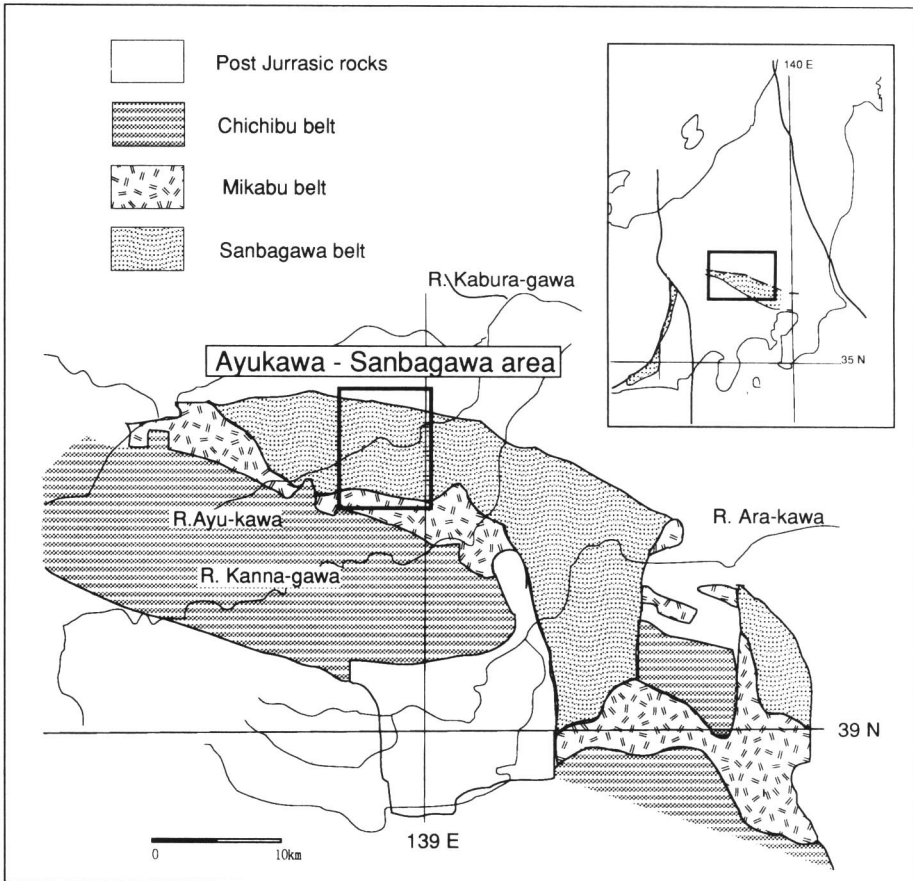 Post Jurrasic rocks
Chichibu belt
Mikabu belt
Sanbagawa belt
140 E
35 N
R. Kabura-gawa
Ayukawa - Sanbagawa area
R.Ayu-kawa
R. Ara-kawa
R. Kanna-gawa
39 N
139 E
0 10km